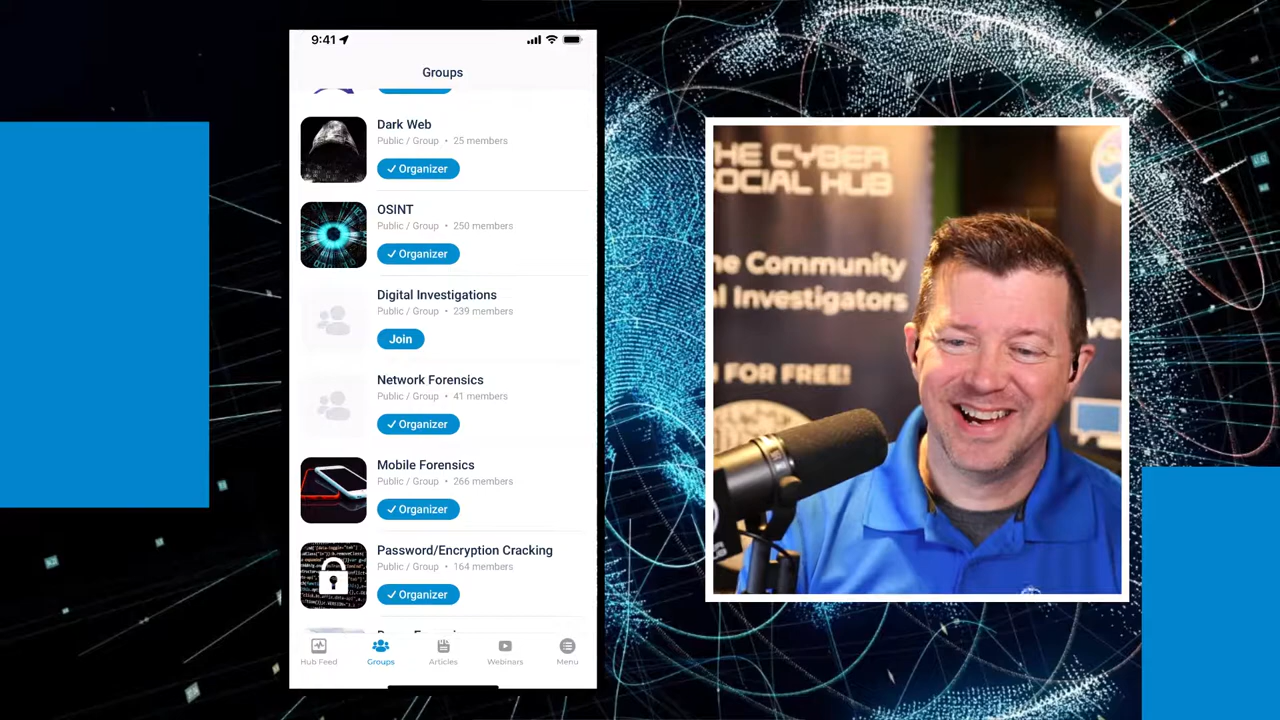 9:41
Groups
Dark Web
Public / Group • 25 members
✓ Organizer
OSINT
Public / Group • 250 members
✓ Organizer
Digital Investigations
Public / Group • 239 members
Join
Network Forensics
Public / Group • 41 members
✓ Organizer
Mobile Forensics
Public / Group • 266 members
✓ Organizer
Password/Encryption Cracking
Public / Group • 164 members
✓ Organizer
Hub Feed
Groups
Articles
Webinars
Menu
HE CYBER
OCIAL HUB
e Community
l Investigators
FOR FREE!